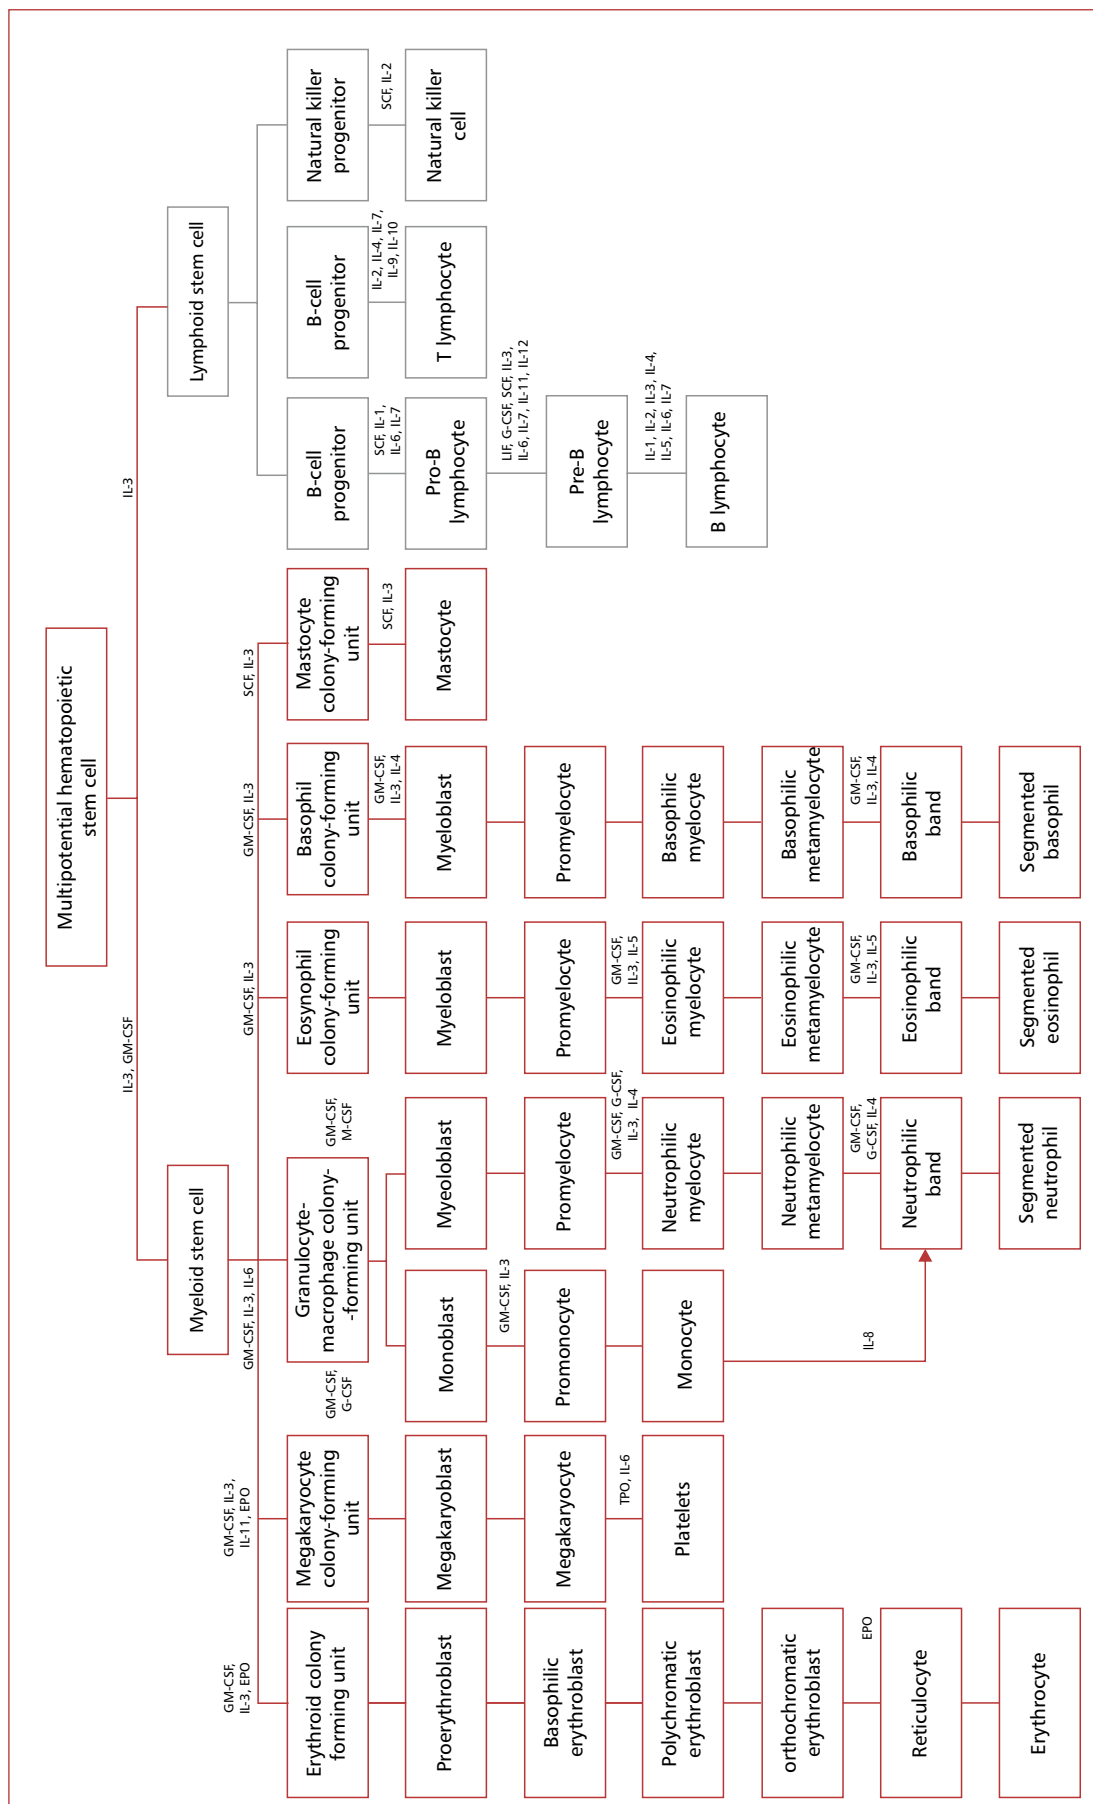 Multipotential hematopoietic
stem cell
IL-3, GM-CSF
IL-3
Myeloid stem cell
Lymphoid stem cell
GM-CSF,
IL-3, EPO
GM-CSF, IL-3,
IL-11, EPO
GM-CSF, IL-3, IL-6
GM-CSF, IL-3
GM-CSF, IL-3
SCF, IL-3
Erythroid colony
forming unit
Megakaryocyte
colony-forming
unit
GM-CSF,
G-CSF
Granulocyte-
macrophage colony-
-forming unit
GM-CSF,
M-CSF
Eosynophil
colony-forming
unit
Basophil
colony-forming
unit
Mastocyte
colony-forming
unit
B-cell
progenitor
B-cell
progenitor
Natural killer
progenitor
GM-CSF,
IL-3, IL-4
SCF, IL-3
SCF, IL-1,
IL-6, IL-7
IL-2, IL-4, IL-7,
IL-9, IL-10
SCF, IL-2
Proerythroblast
Megakaryoblast
Monoblast
Myeloblast
Myeloblast
Myeloblast
Mastocyte
Pro-B
lymphocyte
T lymphocyte
Natural killer
cell
GM-CSF, IL-3
LIF, G-CSF, SCF, IL-3,
IL-6, IL-7, IL-11, IL-12
Basophilic
erythroblast
Megakaryocyte
Promonocyte
Promyelocyte
Promyelocyte
Promyelocyte
Pre-B
lymphocyte
TPO, IL-6
GM-CSF, G-CSF,
IL-3, IL-4
GM-CSF,
IL-3, IL-5
IL-1, IL-2, IL-3, IL-4,
IL-5, IL-6, IL-7
Polychromatic
erythroblast
Platelets
Monocyte
Neutrophilic
myelocyte
Eosinophilic
myelocyte
Basophilic
myelocyte
B lymphocyte
orthochromatic
erythroblast
Neutrophilic
metamyelocyte
Eosinophilic
metamyelocyte
Basophilic
metamyelocyte
EPO
IL-8
GM-CSF,
G-CSF, IL-4
GM-CSF,
IL-3, IL-5
GM-CSF,
IL-3, IL-4
Reticulocyte
Neutrophilic
band
Eosinophilic
band
Basophilic
band
Erythrocyte
Segmented
neutrophil
Segmented
eosinophil
Segmented
basophil